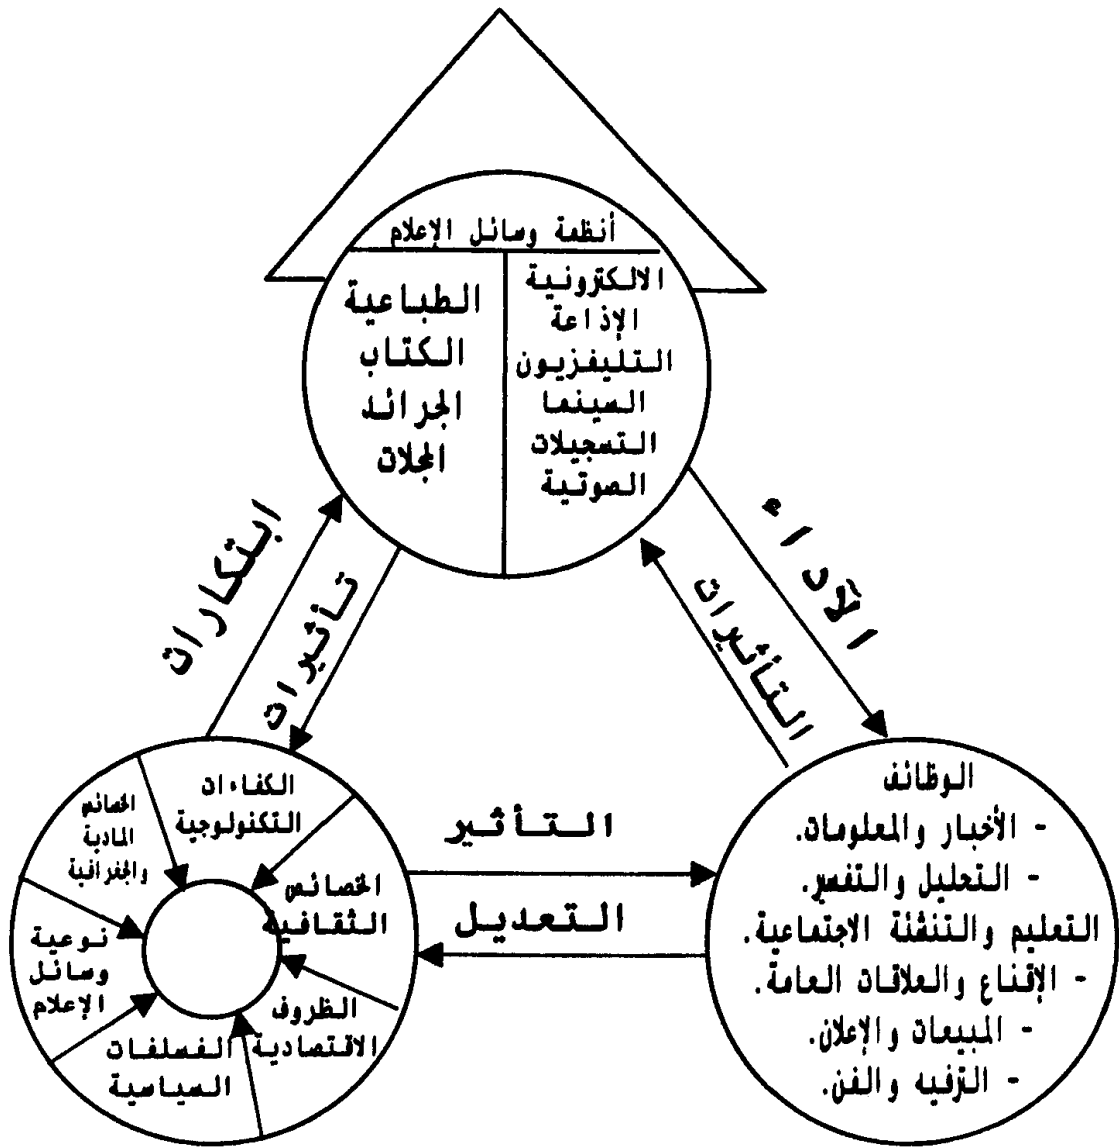 أنظمة وسائل الإعلام
الالكترونية
الإذاعة
التليفزيون
السينما
التسجيلات
الصوتية
الطباعية
الكتاب
الجرائد
المجلات
ابتكارات
تأثيرات
الآداء
التأثيرات
التأثير
التعديل
الوظائف
- الأخبار والمعلومات.
- التحليل والتفسير.
التعليم والتنشئة الاجتماعية.
- الإقناع والعلاقات العامة.
- المبيعات والإعلان.
- الترفيه والفن.
الكفاءات
التكنولوجية
الخصائص
الثقافية
الظروف
الاقتصادية
الفسلفات
السياسية
نوعية
وسائل
الإعلام
الخصائص
المادية
والجغرافية